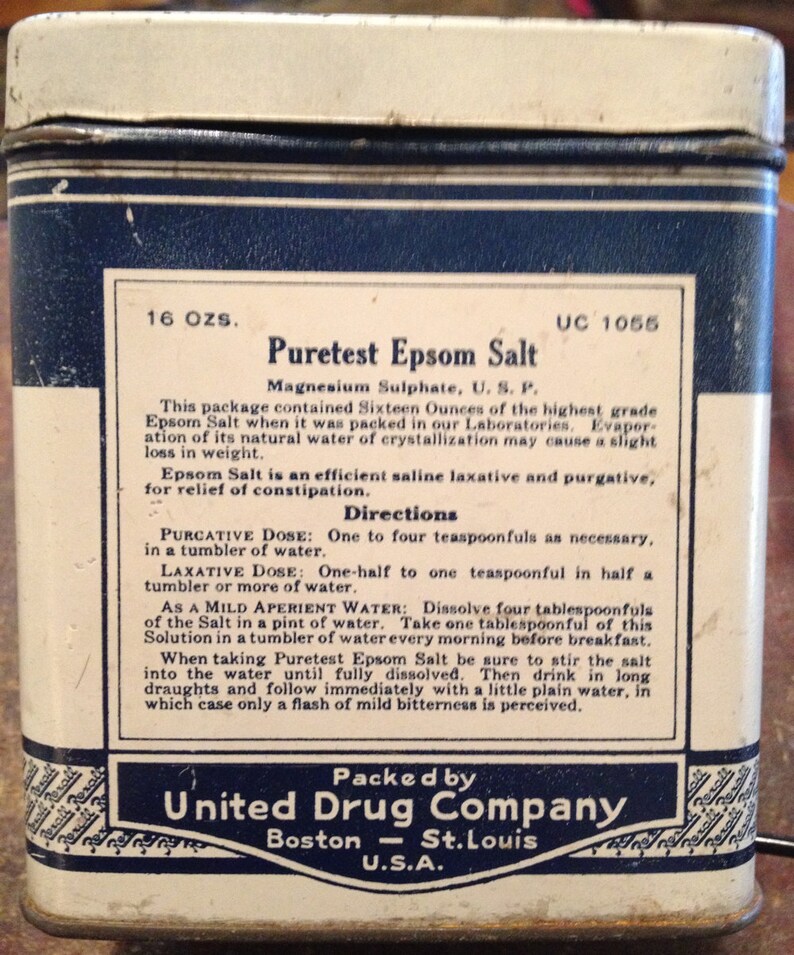 16 OZS. UC 1055
Puretest Epsom Salt
Magnesium Sulphate, U. S. P.
This package contained Sixteen Ounces of the highest grade
Epsom Salt when it was packed in our Laboratories. Evapor-
ation of its natural water of crystallization may cause a slight
loss in weight.
Epsom Salt is an efficient saline laxative and purgative,
for relief of constipation.
Directions
PURGATIVE DOSE: One to four teaspoonfuls as necessary,
in a tumbler of water.
LAXATIVE DOSE: One-half to one teaspoonful in half a
tumbler or more of water.
AS A MILD APERIENT WATER: Dissolve four tablespoonfuls
of the Salt in a pint of water. Take one tablespoonful of this
Solution in a tumbler of water every morning before breakfast.
When taking Puretest Epsom Salt be sure to stir the salt
into the water until fully dissolved. Then drink in long
draughts and follow immediately with a little plain water, in
which case only a flash of mild bitterness is perceived.
Packed by
United Drug Company
Boston — St. Louis
U.S.A.
Rexall Rexall